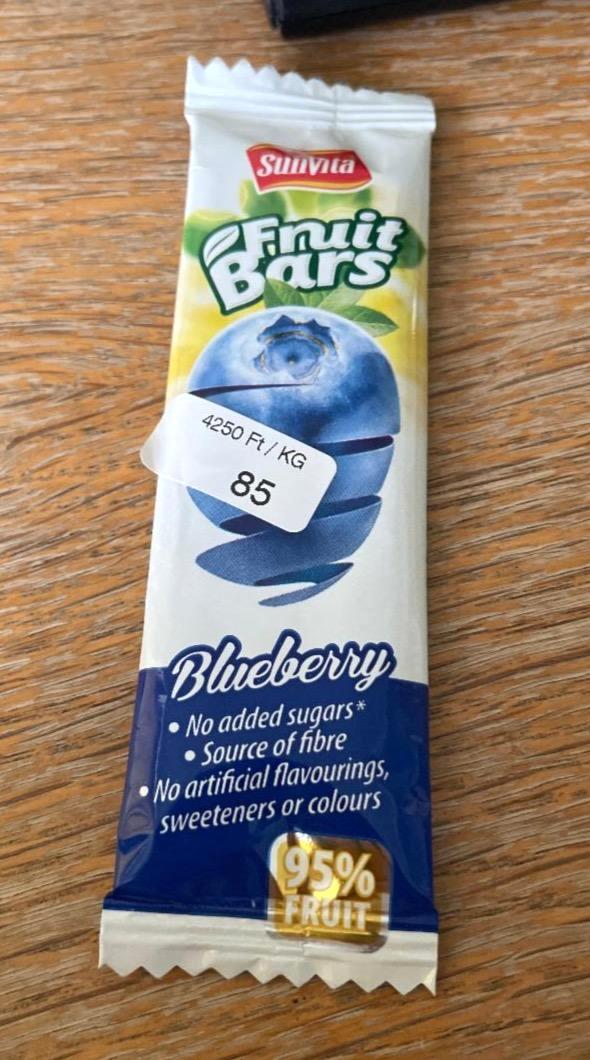 Sunvita
Fruit
Bars
4250 Ft / KG
85
Blueberry
• No added sugars*
• Source of fibre
• No artificial flavourings,
sweeteners or colours
95%
FRUIT